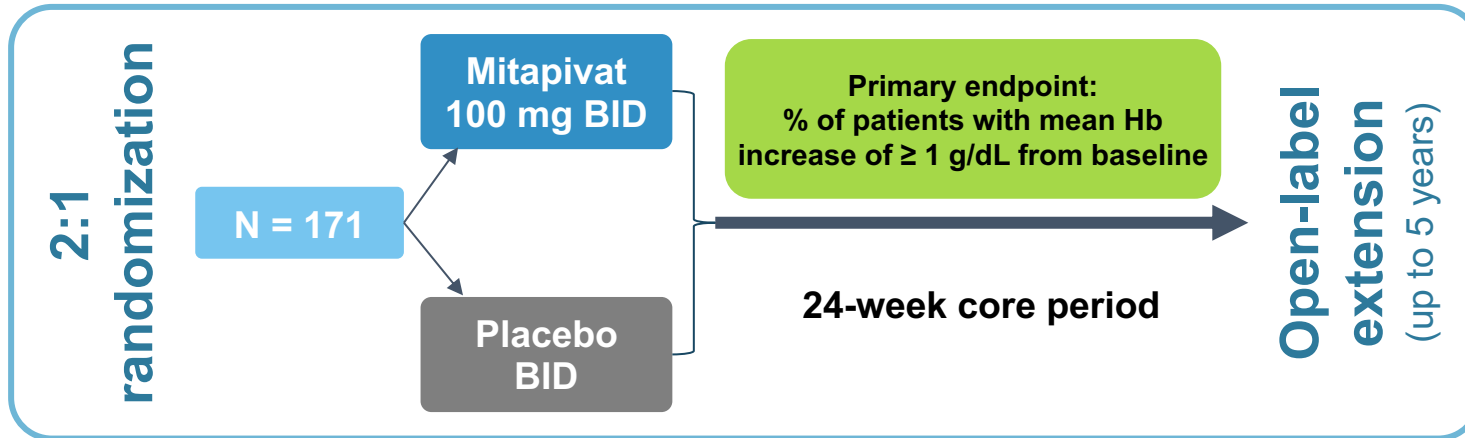 2:1
randomization
N = 171
Mitapivat
100 mg BID
Placebo
BID
Primary endpoint:
% of patients with mean Hb
increase of ≥ 1 g/dL from baseline
24-week core period
Open-label
extension
(up to 5 years)